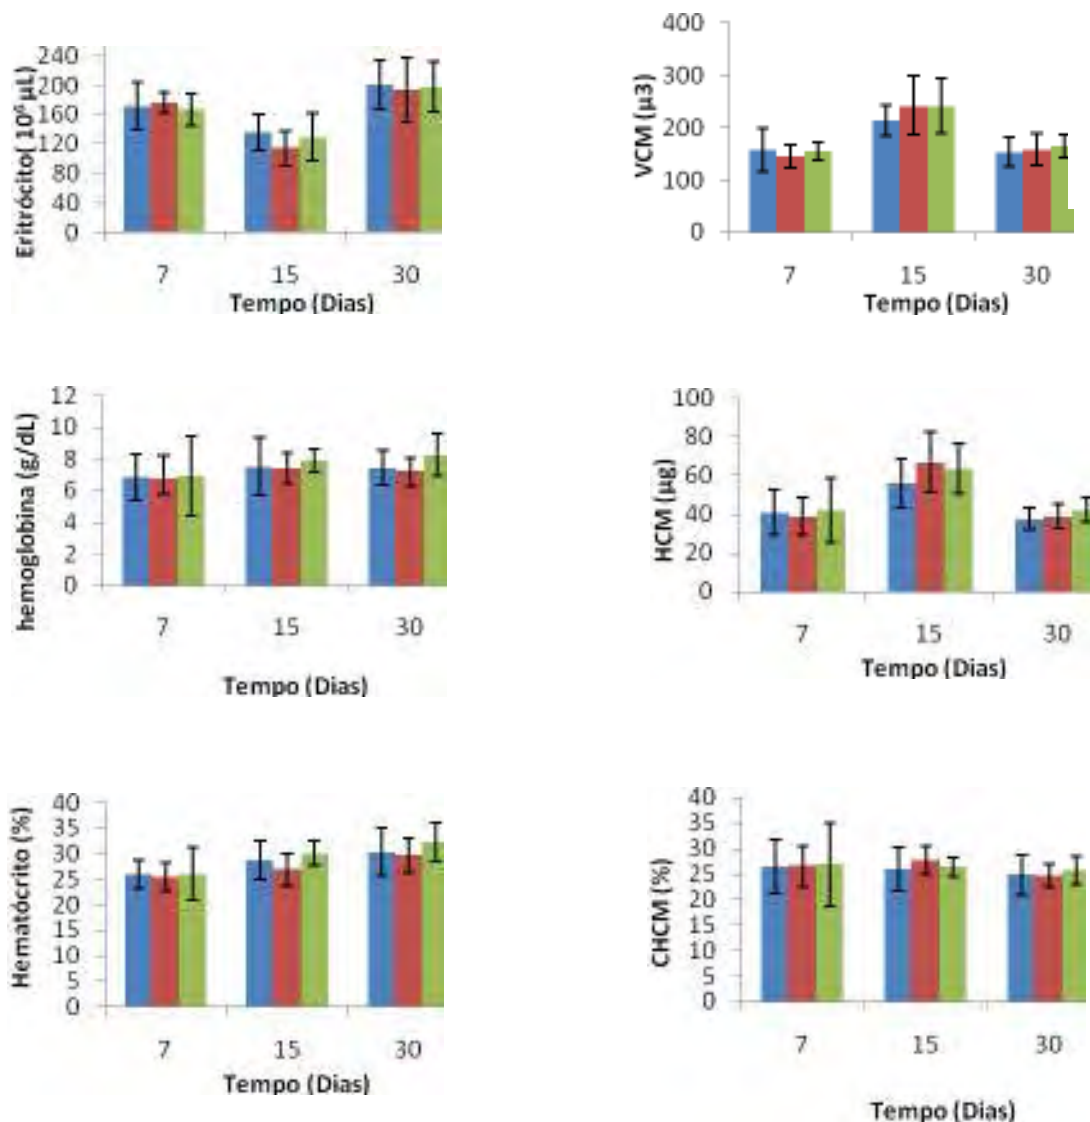 Eritrócito( 10⁶ µL)
240
200
160
120
80
40
0
7 15 30
Tempo (Dias)
VCM (µ3)
400
300
200
100
0
7 15 30
Tempo (Dias)
hemoglobina (g/dL)
12
10
8
6
4
2
0
7 15 30
Tempo (Dias)
HCM (µg)
100
80
60
40
20
0
7 15 30
Tempo (Dias)
Hematócrito (%)
40
35
30
25
20
15
10
5
0
7 15 30
Tempo (Dias)
CHCM (%)
40
35
30
25
20
15
10
5
0
7 15 30
Tempo (Dias)